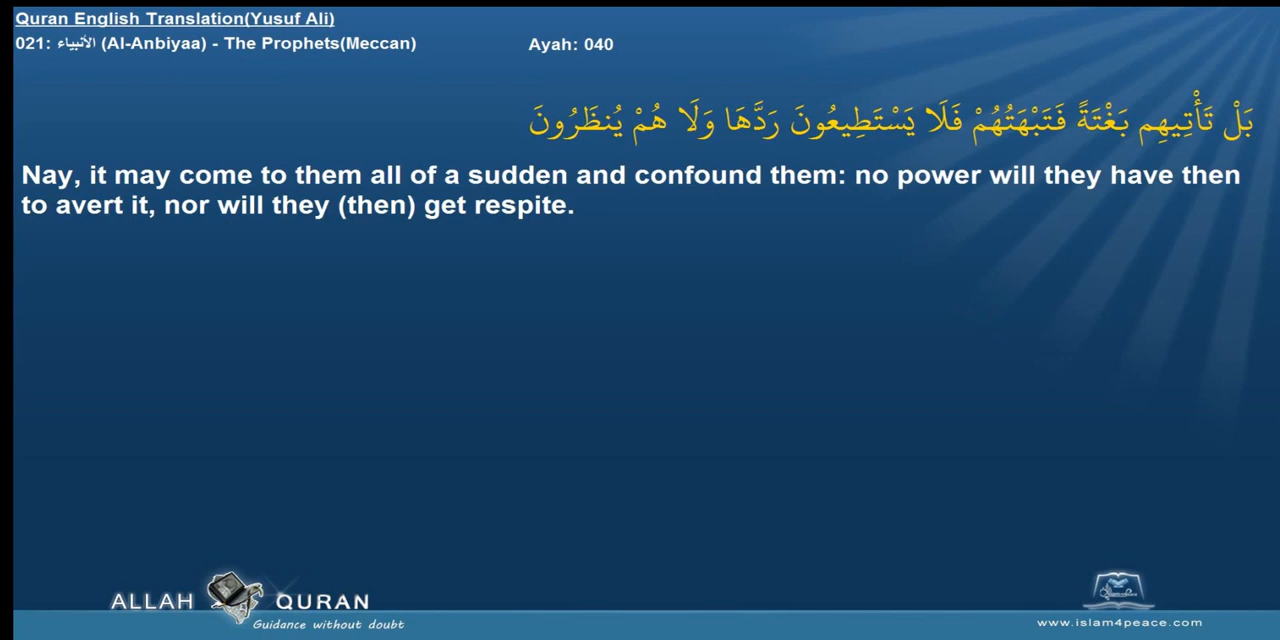 Quran English Translation(Yusuf Ali)
021: الأنبياء (Al-Anbiyaa) - The Prophets(Meccan) Ayah: 040
بَلْ تَأْتِيهِم بَغْتَةً فَتَبْهَتُهُمْ فَلَا يَسْتَطِيعُونَ رَدَّهَا وَلَا هُمْ يُنظَرُونَ
Nay, it may come to them all of a sudden and confound them: no power will they have then
to avert it, nor will they (then) get respite.
ALLAH QURAN
Guidance without doubt
www.islam4peace.com